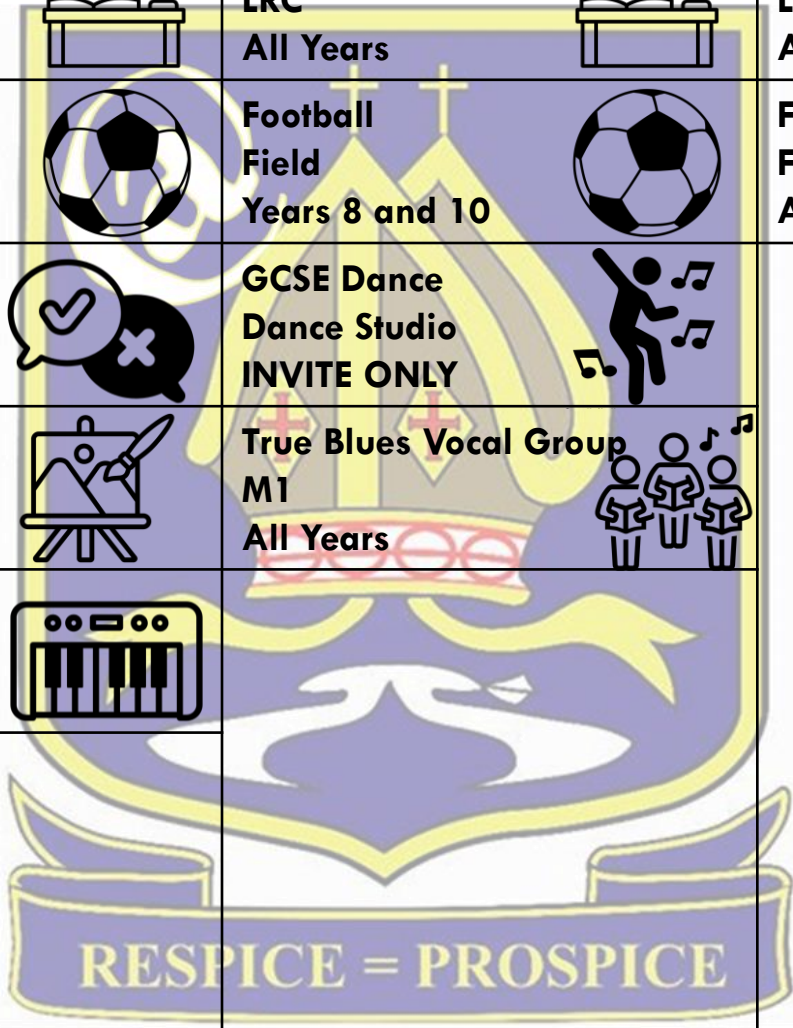 LRC
All Years
Football
Field
Years 8 and 10
GCSE Dance
Dance Studio
INVITE ONLY
True Blues Vocal Group
M1
All Years
RESPICE = PROSPICE